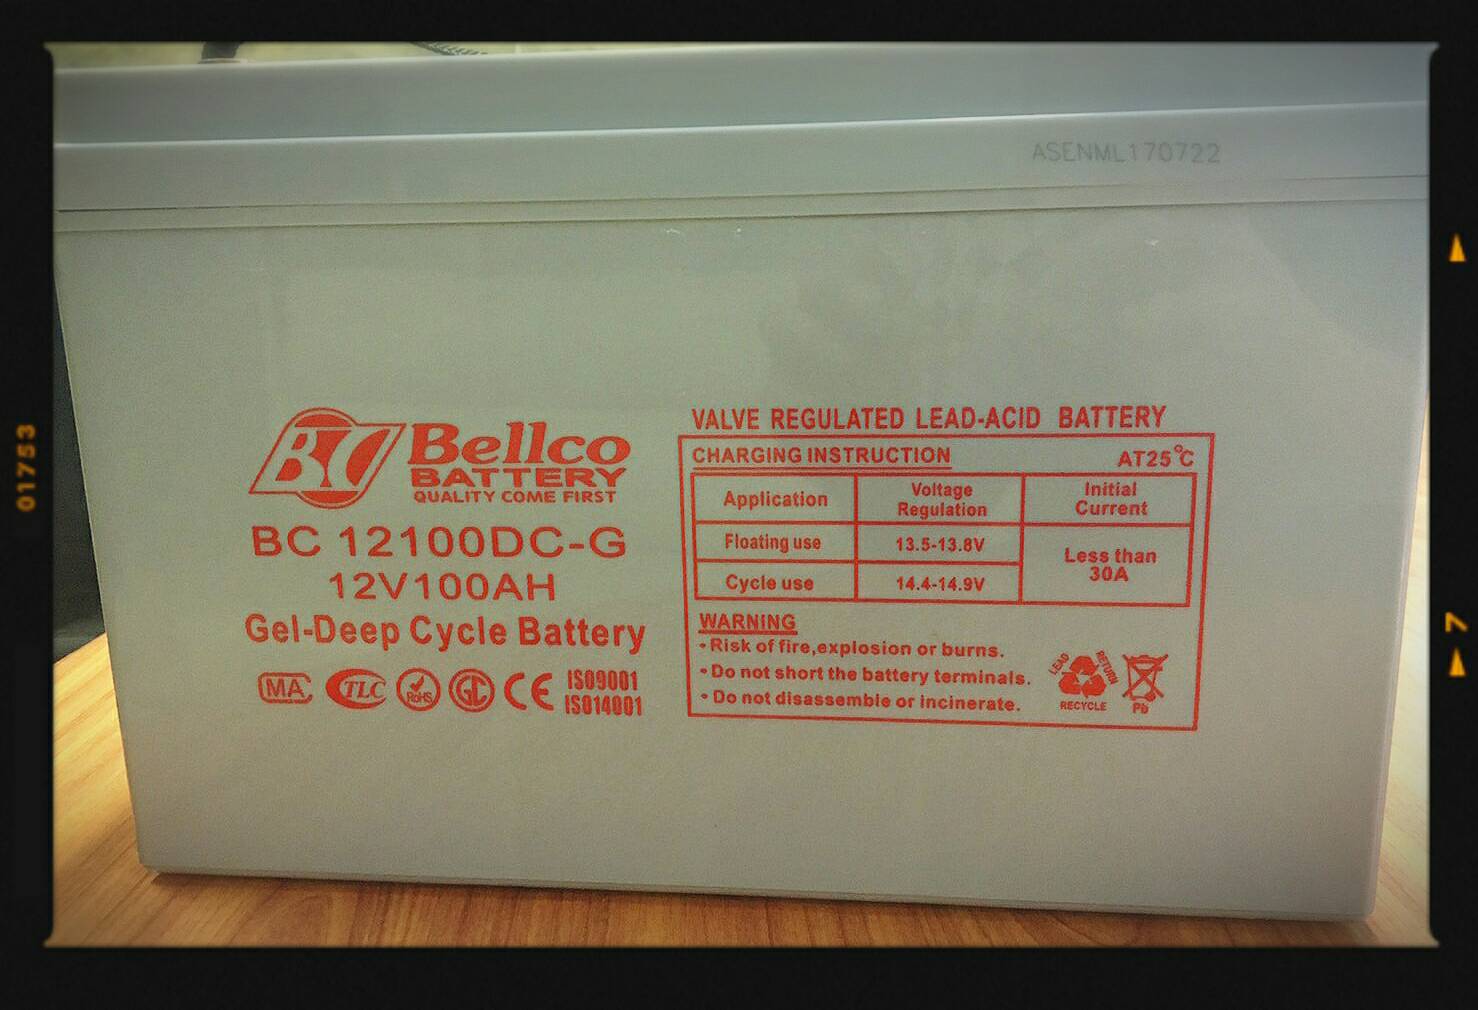 ASENML170722
BC Bellco
BATTERY
QUALITY COME FIRST
BC 12100DC-G
12V100AH
Gel-Deep Cycle Battery
MA TLC RoHS GC CE ISO9001
ISO14001
VALVE REGULATED LEAD-ACID BATTERY
CHARGING INSTRUCTION AT25°C
Application Voltage Regulation Initial Current
Floating use 13.5-13.8V Less than 30A
Cycle use 14.4-14.9V
WARNING
•Risk of fire,explosion or burns.
•Do not short the battery terminals.
•Do not disassemble or incinerate.
LEAD RETURN
RECYCLE Pb
01753
7